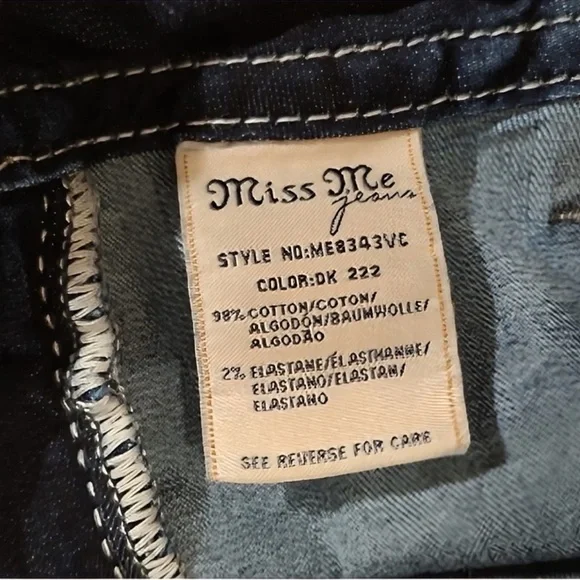 Miss Me
jeans
STYLE NO:ME8343VC
COLOR:DK 222
98% COTTON/COTON/
ALGODÓN/BAUMWOLLE/
ALGODÃO
2% ELASTANE/ÉLASTHANNE/
ELASTANO/ELASTAN/
ELASTANO
SEE REVERSE FOR CARE